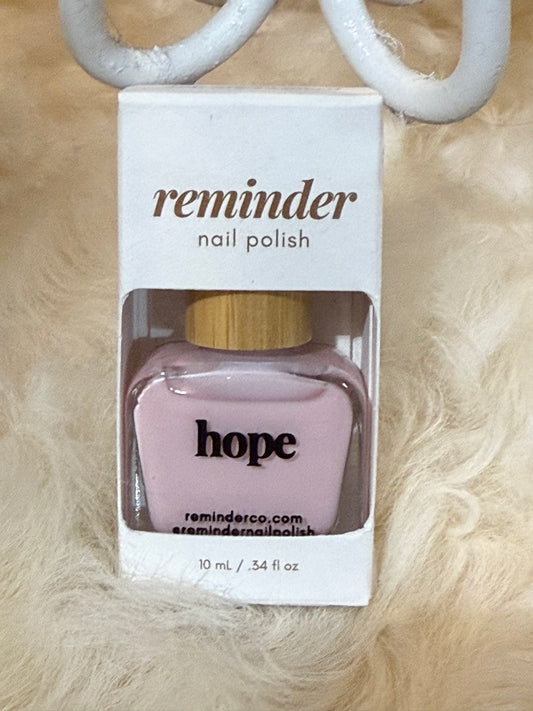 reminder
nail polish
hope
reminderco.com
@remindernailpolish
10 mL / .34 fl oz